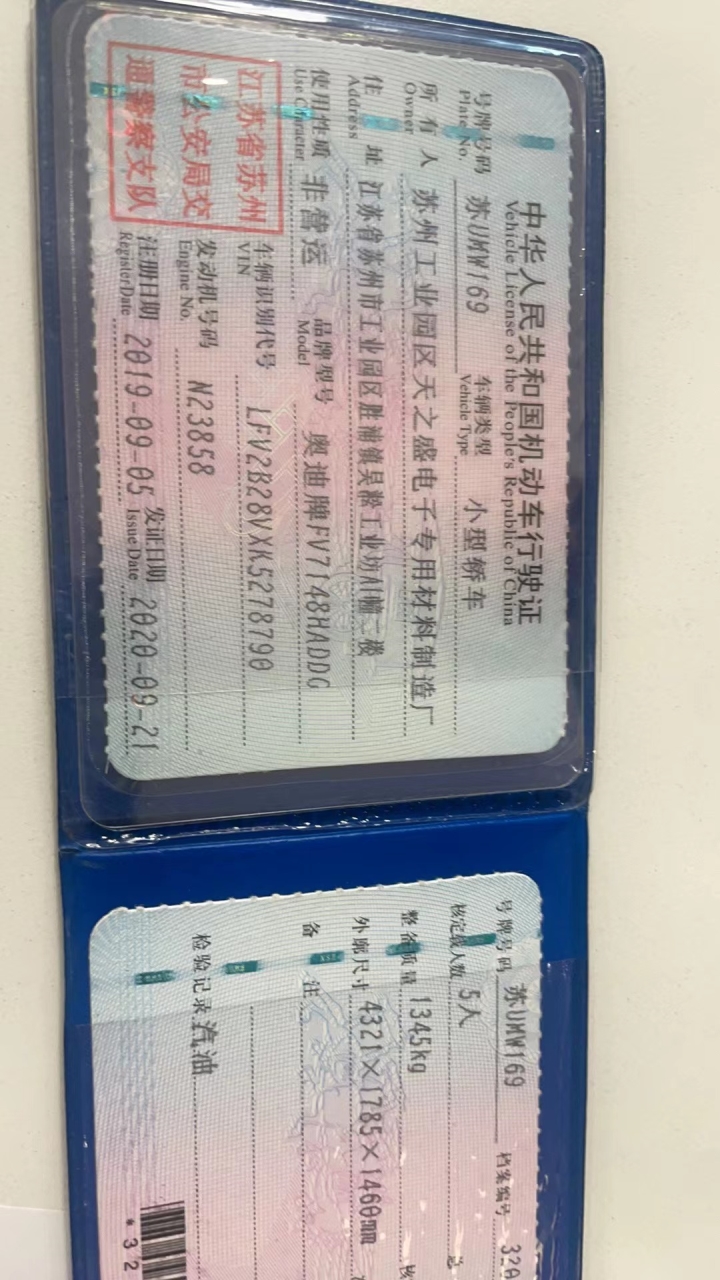 中华人民共和国机动车行驶证
Vehicle License of the People's Republic of China
号牌号码 苏UMW169 车辆类型 小型轿车
Plate No. Vehicle Type
所有人 苏州工业园区天之盛电子专用材料制造厂
Owner
住址 江苏省苏州市工业园区胜浦镇吴淞工业坊 幢二楼
Address
使用性质 非营运 品牌型号 奥迪牌FV7148HADDG
Use Character Model
江苏省苏州
市公安局交
通警察支队
车辆识别代号 LFV2B28VXK5278790
VIN
发动机号码 N23858
Engine No.
注册日期 2019-09-05 发证日期 2020-09-21
Register Date Issue Date
号牌号码 苏UMW169 档案编号 320
核定载人数 5人 总
整备质量 1345kg 核
外廓尺寸 4321×1785×1460mm
备注
检验记录 汽油
*32